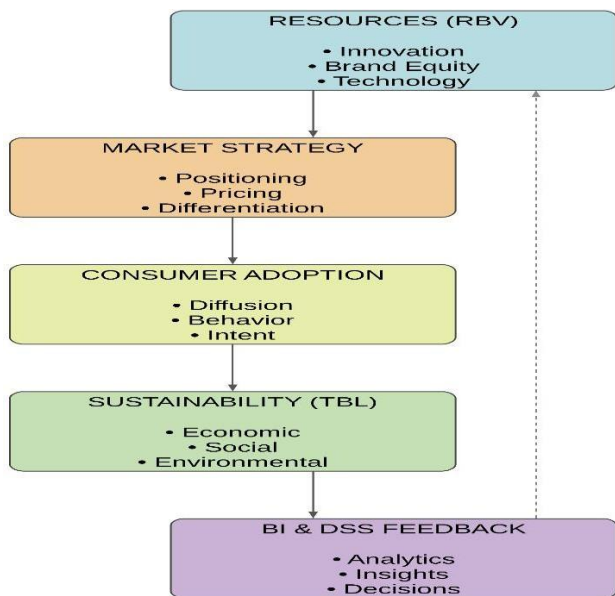 RESOURCES (RBV)
• Innovation
• Brand Equity
• Technology
MARKET STRATEGY
• Positioning
• Pricing
• Differentiation
CONSUMER ADOPTION
• Diffusion
• Behavior
• Intent
SUSTAINABILITY (TBL)
• Economic
• Social
• Environmental
BI & DSS FEEDBACK
• Analytics
• Insights
• Decisions